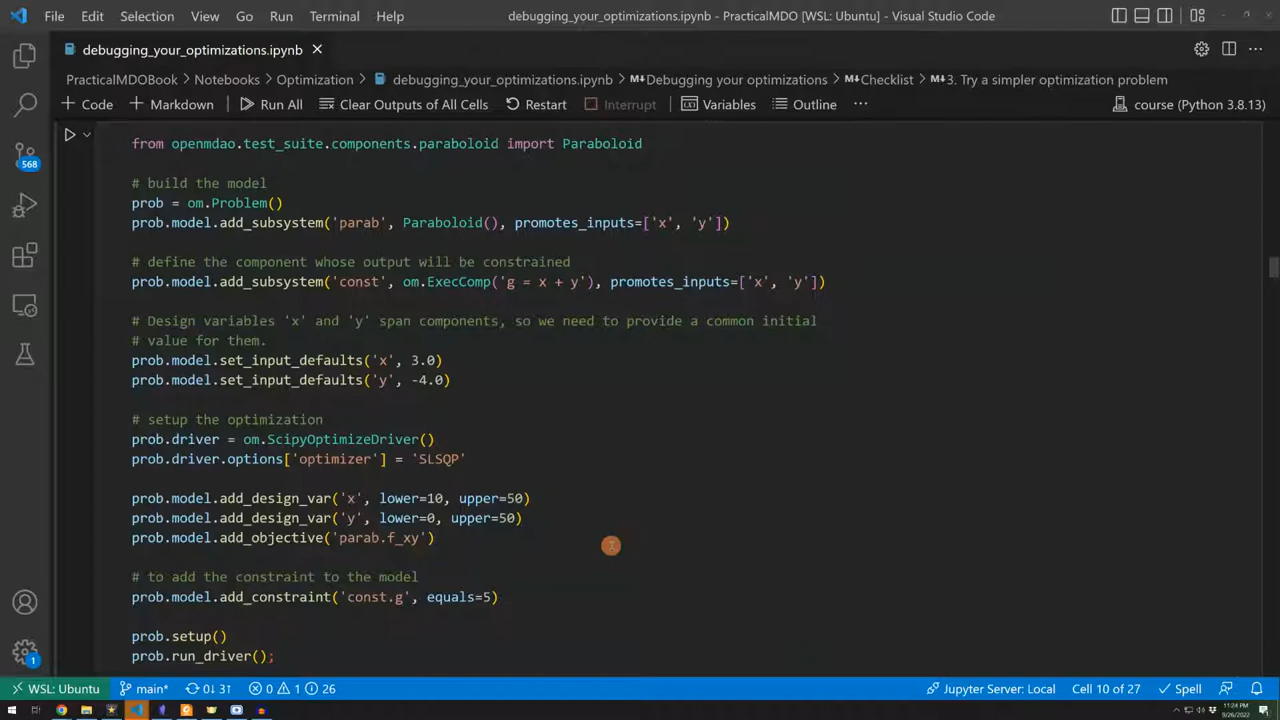 File Edit Selection View Go Run Terminal Help debugging_your_optimizations.ipynb - PracticalMDO [WSL: Ubuntu] - Visual Studio Code
debugging_your_optimizations.ipynb
PracticalMDOBook > Notebooks > Optimization > debugging_your_optimizations.ipynb > M↓Debugging your optimizations > M↓Checklist > M↓3. Try a simpler optimization problem
+ Code + Markdown Run All Clear Outputs of All Cells Restart Interrupt Variables Outline ... course (Python 3.8.13)
from openmdao.test_suite.components.paraboloid import Paraboloid
# build the model
prob = om.Problem()
prob.model.add_subsystem('parab', Paraboloid(), promotes_inputs=['x', 'y'])
# define the component whose output will be constrained
prob.model.add_subsystem('const', om.ExecComp('g = x + y'), promotes_inputs=['x', 'y'])
# Design variables 'x' and 'y' span components, so we need to provide a common initial
# value for them.
prob.model.set_input_defaults('x', 3.0)
prob.model.set_input_defaults('y', -4.0)
# setup the optimization
prob.driver = om.ScipyOptimizeDriver()
prob.driver.options['optimizer'] = 'SLSQP'
prob.model.add_design_var('x', lower=10, upper=50)
prob.model.add_design_var('y', lower=0, upper=50)
prob.model.add_objective('parab.f_xy')
# to add the constraint to the model
prob.model.add_constraint('const.g', equals=5)
prob.setup()
prob.run_driver();
568
1
WSL: Ubuntu main* 0↓ 3↑ 0 1 26 Jupyter Server: Local Cell 10 of 27 Spell
11:24 PM
9/26/2022